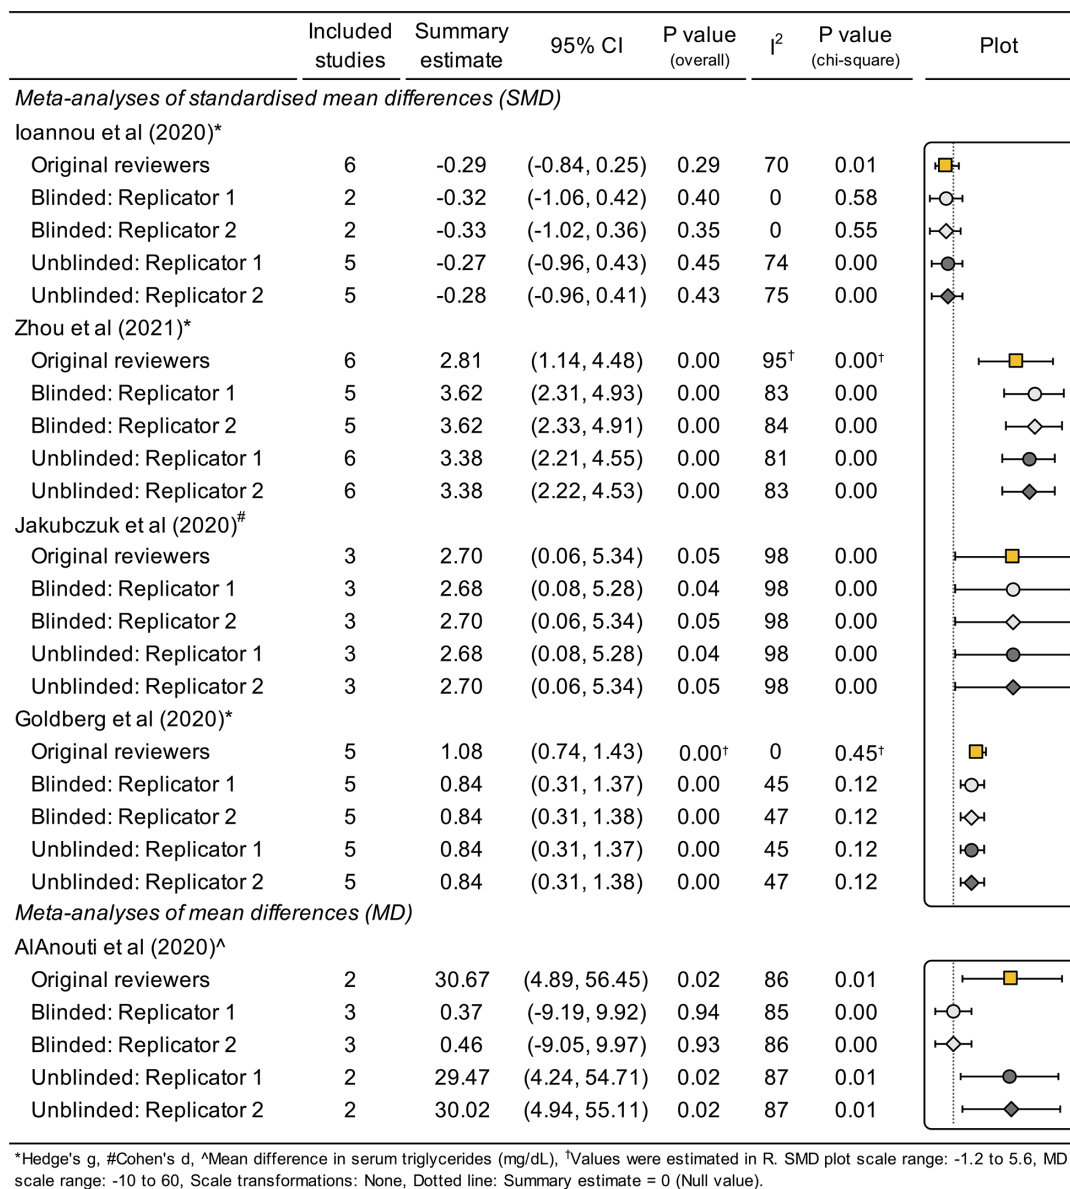 Included studies Summary estimate 95% CI P value (overall) I² P value (chi-square) Plot
Meta-analyses of standardised mean differences (SMD)
Ioannou et al (2020)*
Original reviewers 6 -0.29 (-0.84, 0.25) 0.29 70 0.01
Blinded: Replicator 1 2 -0.32 (-1.06, 0.42) 0.40 0 0.58
Blinded: Replicator 2 2 -0.33 (-1.02, 0.36) 0.35 0 0.55
Unblinded: Replicator 1 5 -0.27 (-0.96, 0.43) 0.45 74 0.00
Unblinded: Replicator 2 5 -0.28 (-0.96, 0.41) 0.43 75 0.00
Zhou et al (2021)*
Original reviewers 6 2.81 (1.14, 4.48) 0.00 95† 0.00†
Blinded: Replicator 1 5 3.62 (2.31, 4.93) 0.00 83 0.00
Blinded: Replicator 2 5 3.62 (2.33, 4.91) 0.00 84 0.00
Unblinded: Replicator 1 6 3.38 (2.21, 4.55) 0.00 81 0.00
Unblinded: Replicator 2 6 3.38 (2.22, 4.53) 0.00 83 0.00
Jakubczuk et al (2020)#
Original reviewers 3 2.70 (0.06, 5.34) 0.05 98 0.00
Blinded: Replicator 1 3 2.68 (0.08, 5.28) 0.04 98 0.00
Blinded: Replicator 2 3 2.70 (0.06, 5.34) 0.05 98 0.00
Unblinded: Replicator 1 3 2.68 (0.08, 5.28) 0.04 98 0.00
Unblinded: Replicator 2 3 2.70 (0.06, 5.34) 0.05 98 0.00
Goldberg et al (2020)*
Original reviewers 5 1.08 (0.74, 1.43) 0.00† 0 0.45†
Blinded: Replicator 1 5 0.84 (0.31, 1.37) 0.00 45 0.12
Blinded: Replicator 2 5 0.84 (0.31, 1.38) 0.00 47 0.12
Unblinded: Replicator 1 5 0.84 (0.31, 1.37) 0.00 45 0.12
Unblinded: Replicator 2 5 0.84 (0.31, 1.38) 0.00 47 0.12
Meta-analyses of mean differences (MD)
AlAnouti et al (2020)^
Original reviewers 2 30.67 (4.89, 56.45) 0.02 86 0.01
Blinded: Replicator 1 3 0.37 (-9.19, 9.92) 0.94 85 0.00
Blinded: Replicator 2 3 0.46 (-9.05, 9.97) 0.93 86 0.00
Unblinded: Replicator 1 2 29.47 (4.24, 54.71) 0.02 87 0.01
Unblinded: Replicator 2 2 30.02 (4.94, 55.11) 0.02 87 0.01
*Hedge's g, #Cohen's d, ^Mean difference in serum triglycerides (mg/dL), †Values were estimated in R. SMD plot scale range: -1.2 to 5.6, MD
scale range: -10 to 60, Scale transformations: None, Dotted line: Summary estimate = 0 (Null value).